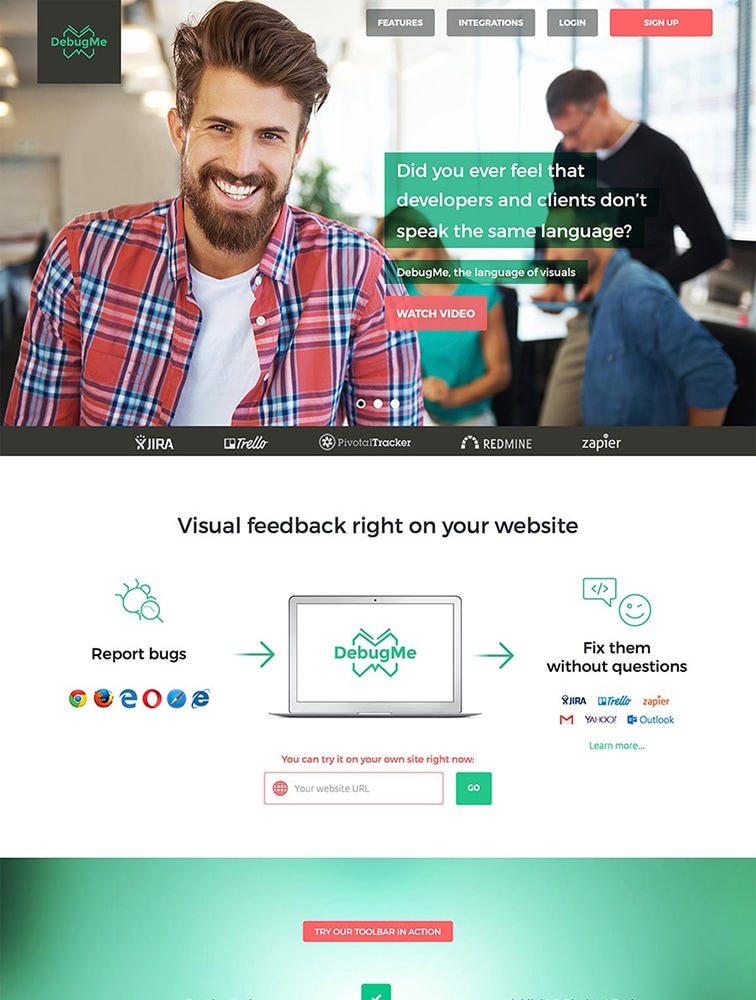 DebugMe
FEATURES
INTEGRATIONS
LOGIN
SIGN UP
Did you ever feel that
developers and clients don't
speak the same language?
DebugMe, the language of visuals
WATCH VIDEO
JIRA
Trello
PivotalTracker
REDMINE
zapier
Visual feedback right on your website
Report bugs
DebugMe
</>
Fix them
without questions
JIRA
Trello
zapier
YAHOO!
Outlook
Learn more...
You can try it on your own site right now:
Your website URL
GO
TRY OUR TOOLBAR IN ACTION